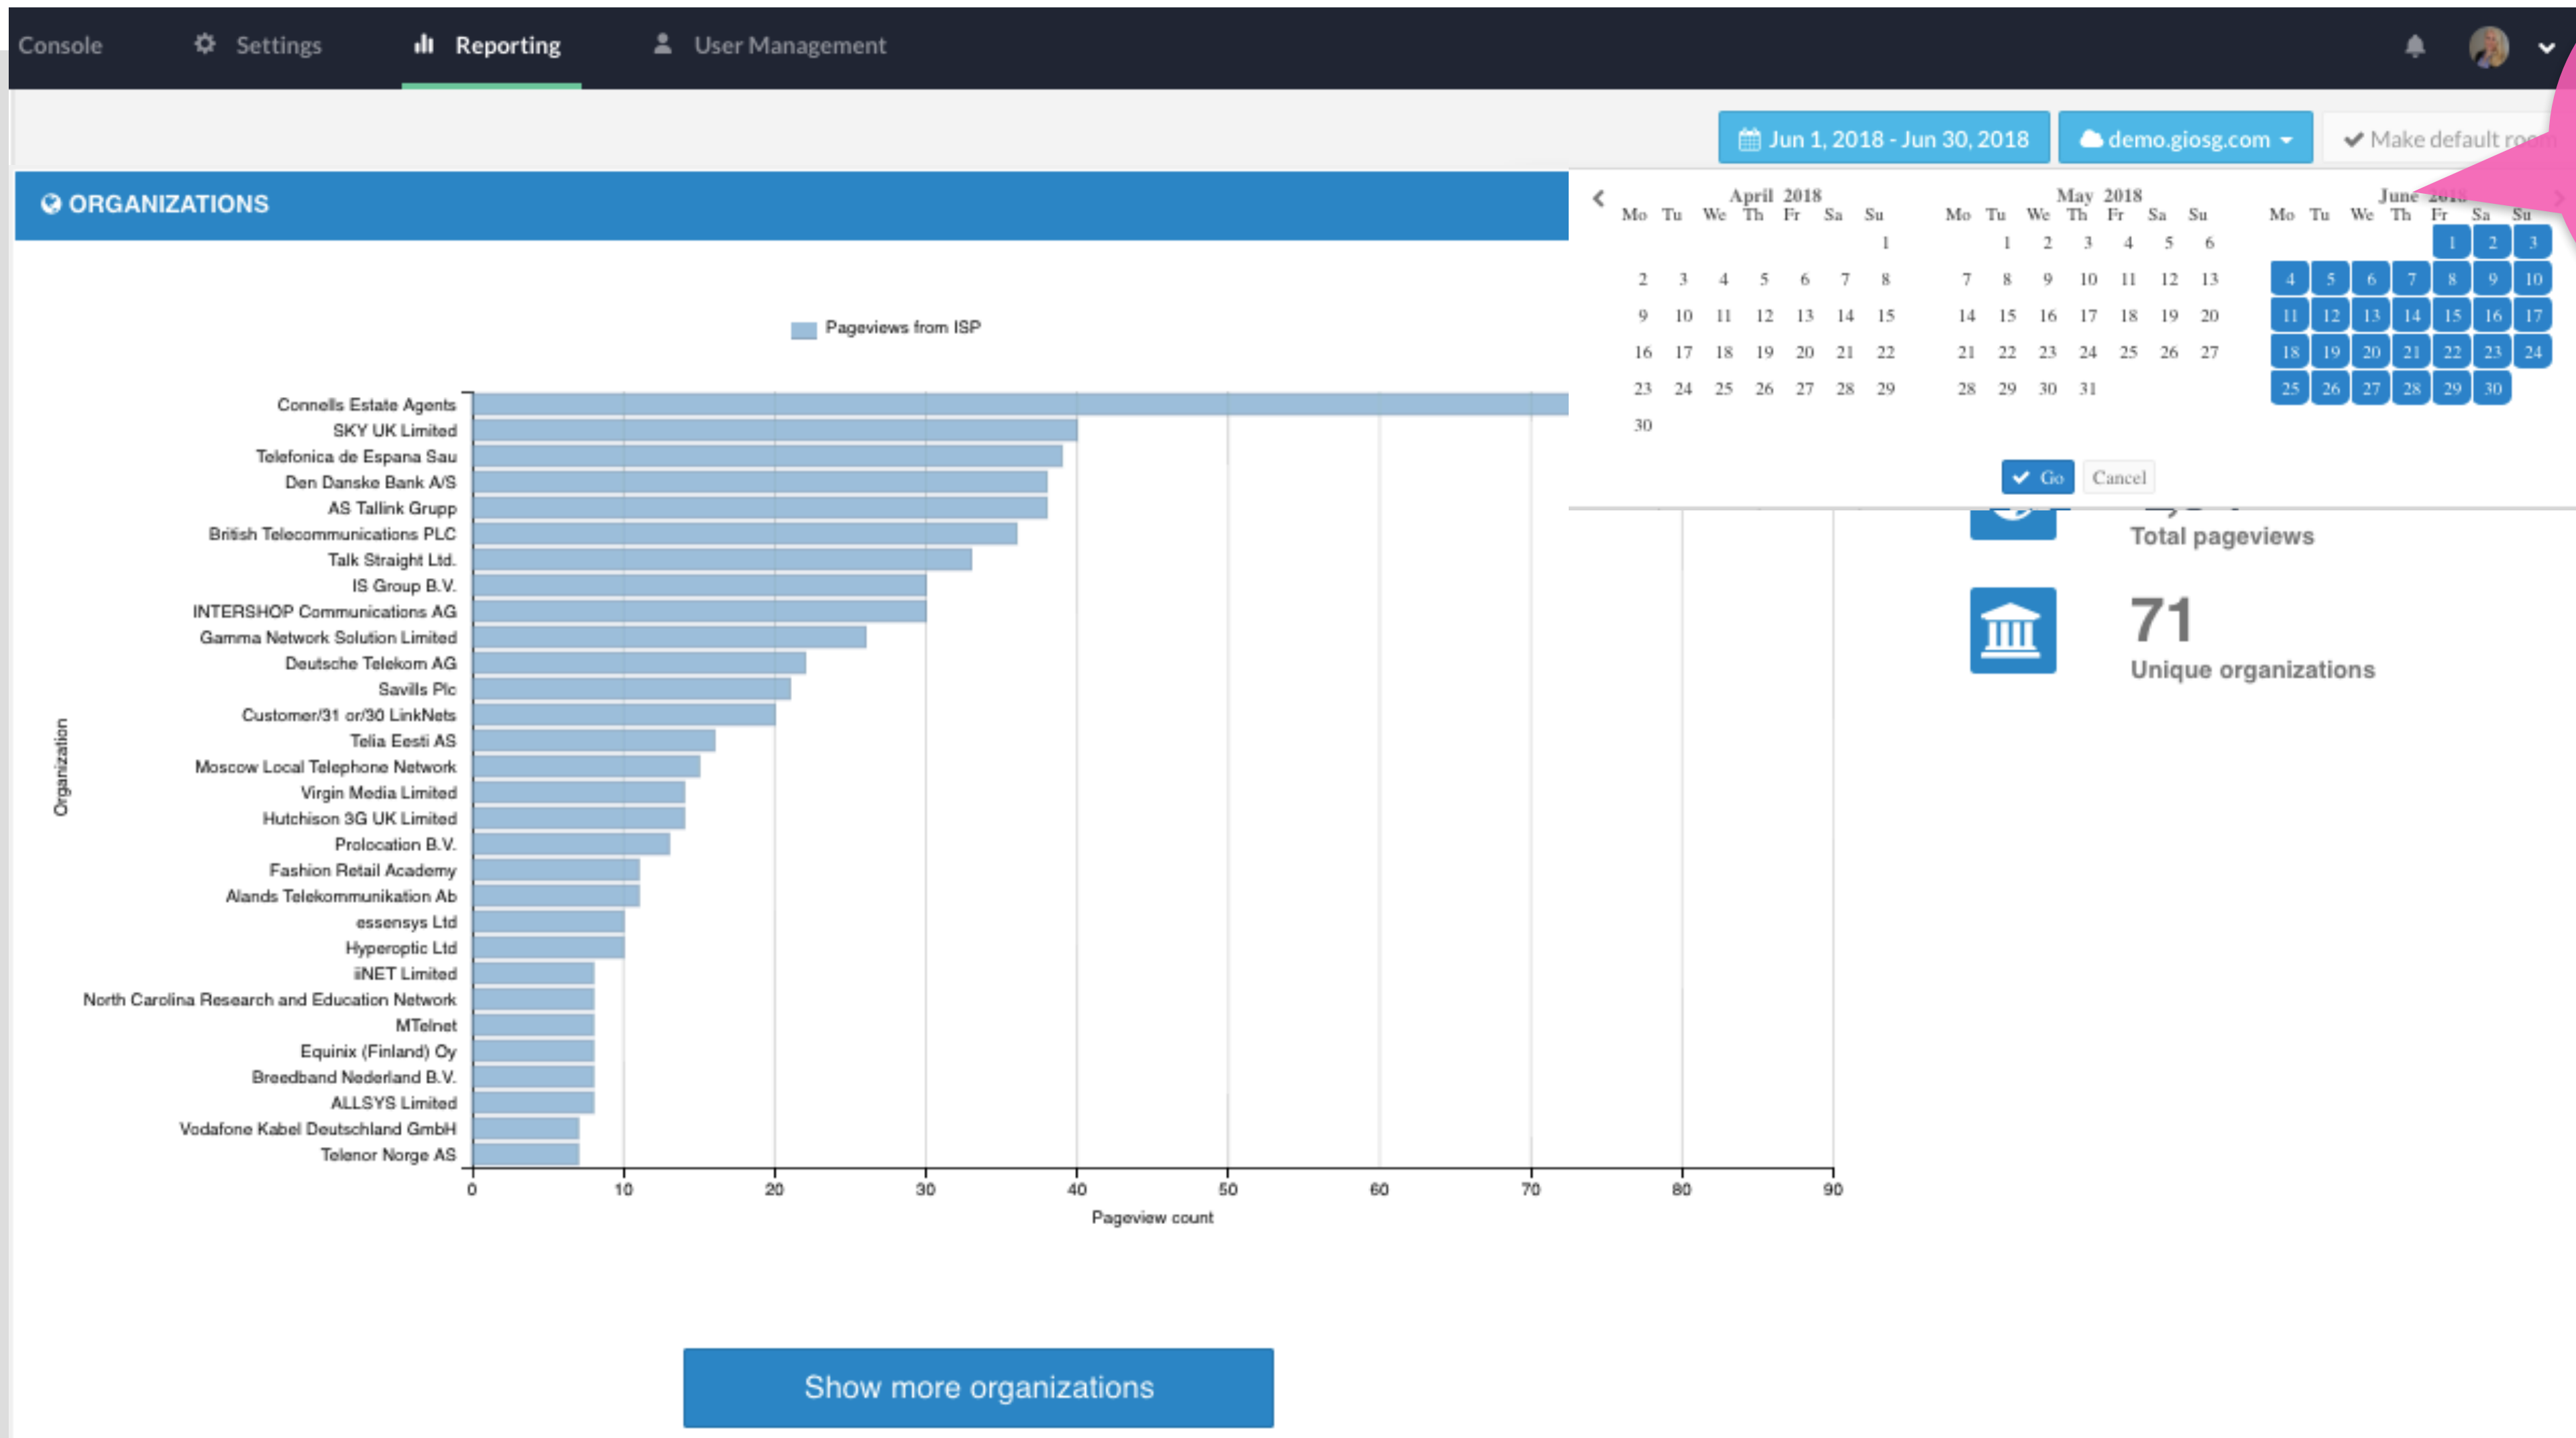 Console Settings Reporting User Management
Jun 1, 2018 - Jun 30, 2018 demo.giosg.com Make default room
ORGANIZATIONS
April 2018 May 2018 June 2018
Mo Tu We Th Fr Sa Su Mo Tu We Th Fr Sa Su Mo Tu We Th Fr Sa Su
1 1 2 3 4 5 6 1 2 3
2 3 4 5 6 7 8 7 8 9 10 11 12 13 4 5 6 7 8 9 10
9 10 11 12 13 14 15 14 15 16 17 18 19 20 11 12 13 14 15 16 17
16 17 18 19 20 21 22 21 22 23 24 25 26 27 18 19 20 21 22 23 24
23 24 25 26 27 28 29 28 29 30 31 25 26 27 28 29 30
30
Go Cancel
Pageviews from ISP
Connells Estate Agents
SKY UK Limited
Telefonica de Espana Sau
Den Danske Bank A/S
AS Tallink Grupp
British Telecommunications PLC
Talk Straight Ltd.
IS Group B.V.
INTERSHOP Communications AG
Gamma Network Solution Limited
Deutsche Telekom AG
Savills Plc
Customer/31 or/30 LinkNets
Telia Eesti AS
Moscow Local Telephone Network
Virgin Media Limited
Hutchison 3G UK Limited
Prolocation B.V.
Fashion Retail Academy
Alands Telekommunikation Ab
essensys Ltd
Hyperoptic Ltd
iiNET Limited
North Carolina Research and Education Network
MTelnet
Equinix (Finland) Oy
Breedband Nederland B.V.
ALLSYS Limited
Vodafone Kabel Deutschland GmbH
Telenor Norge AS
Organization
0 10 20 30 40 50 60 70 80 90
Pageview count
Total pageviews
71
Unique organizations
Show more organizations